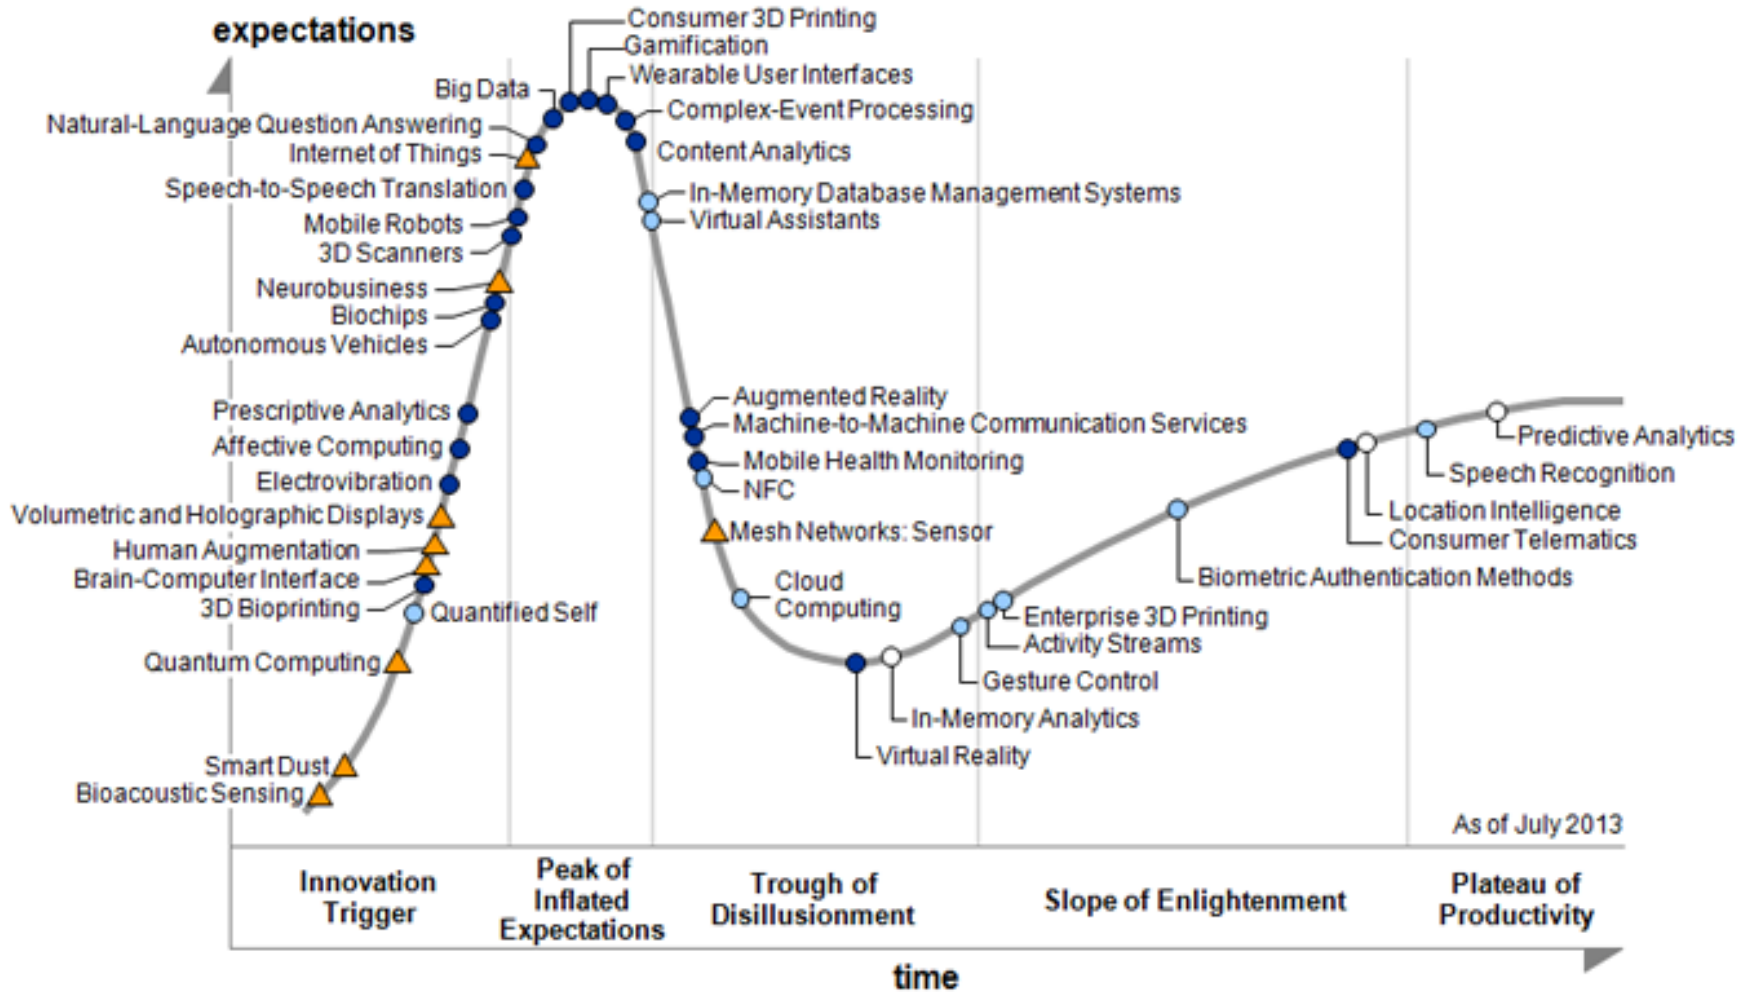 expectations
Consumer 3D Printing
Gamification
Wearable User Interfaces
Big Data
Complex-Event Processing
Natural-Language Question Answering
Internet of Things
Content Analytics
Speech-to-Speech Translation
In-Memory Database Management Systems
Virtual Assistants
Mobile Robots
3D Scanners
Neurobusiness
Biochips
Autonomous Vehicles
Augmented Reality
Prescriptive Analytics
Machine-to-Machine Communication Services
Predictive Analytics
Affective Computing
Mobile Health Monitoring
Speech Recognition
Electrovibration
NFC
Volumetric and Holographic Displays
Location Intelligence
Mesh Networks: Sensor
Consumer Telematics
Human Augmentation
Brain-Computer Interface
Biometric Authentication Methods
Cloud
Computing
3D Bioprinting
Quantified Self
Enterprise 3D Printing
Activity Streams
Quantum Computing
Gesture Control
In-Memory Analytics
Virtual Reality
Smart Dust
Bioacoustic Sensing
As of July 2013
Innovation
Trigger
Peak of
Inflated
Expectations
Trough of
Disillusionment
Slope of Enlightenment
Plateau of
Productivity
time